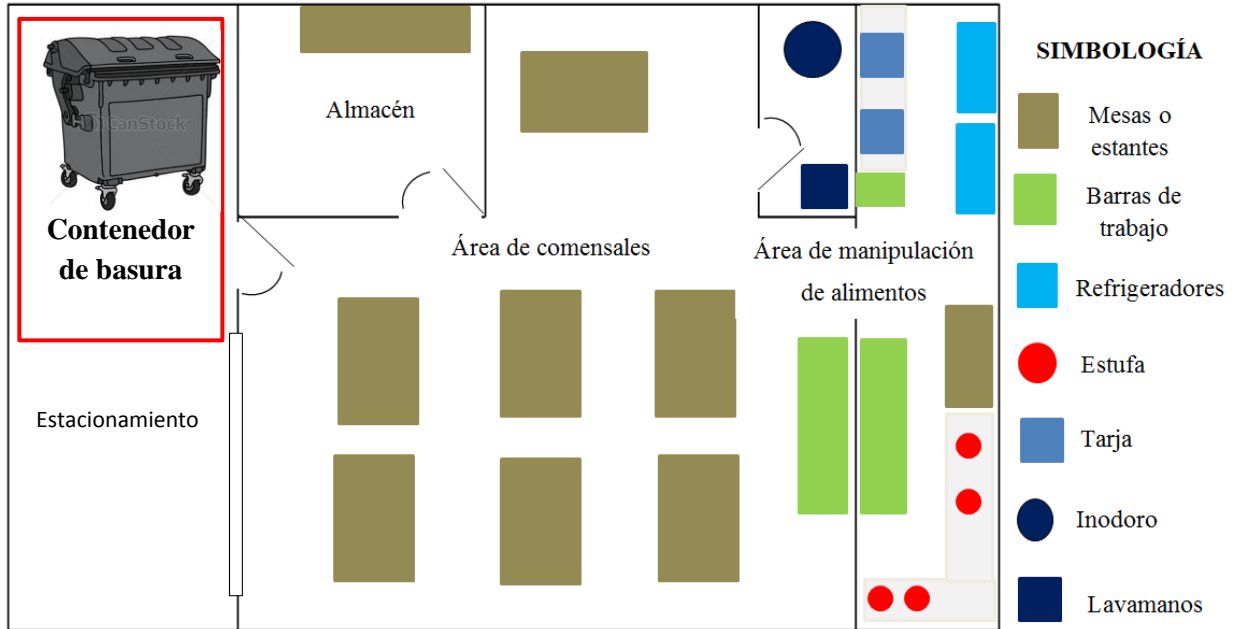 CanStock
Contenedor
de basura
Estacionamiento
Almacén
Área de comensales
Área de manipulación
de alimentos
SIMBOLOGÍA
Mesas o
estantes
Barras de
trabajo
Refrigeradores
Estufa
Tarja
Inodoro
Lavamanos